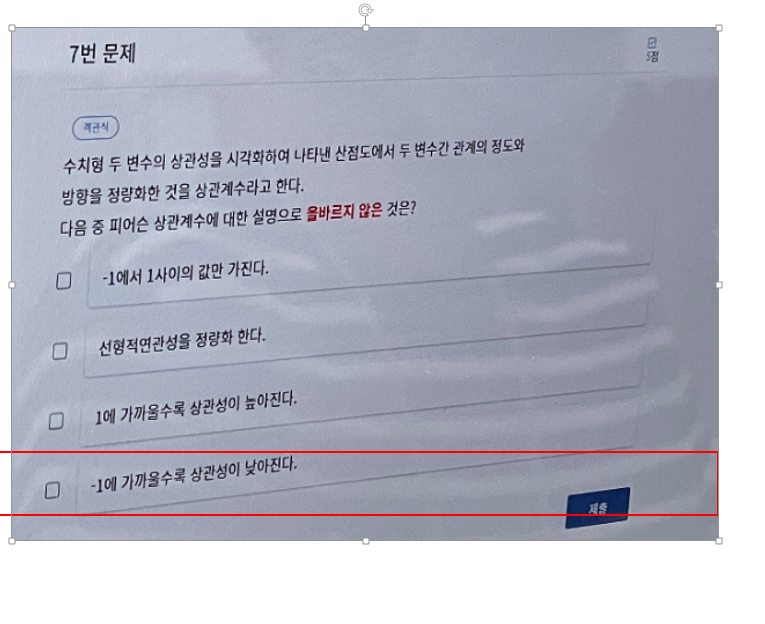 7번 문제
5점
객관식
수치형 두 변수의 상관성을 시각화하여 나타낸 산점도에서 두 변수간 관계의 정도와
방향을 정량화한 것을 상관계수라고 한다.
다음 중 피어슨 상관계수에 대한 설명으로 올바르지 않은 것은?
-1에서 1사이의 값만 가진다.
선형적연관성을 정량화 한다.
1에 가까울수록 상관성이 높아진다.
-1에 가까울수록 상관성이 낮아진다.
제출